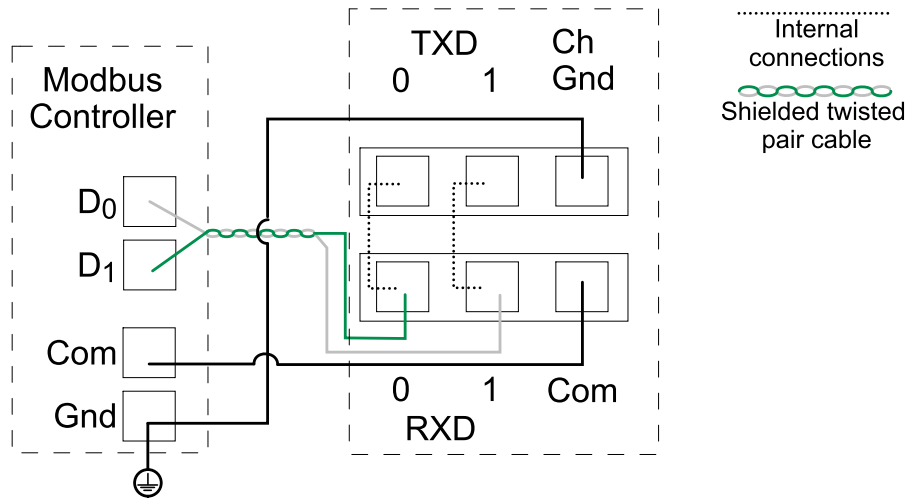 Modbus
Controller
D0
D1
Com
Gnd
TXD
0 1
Ch
Gnd
0 1 Com
RXD
Internal
connections
Shielded twisted
pair cable